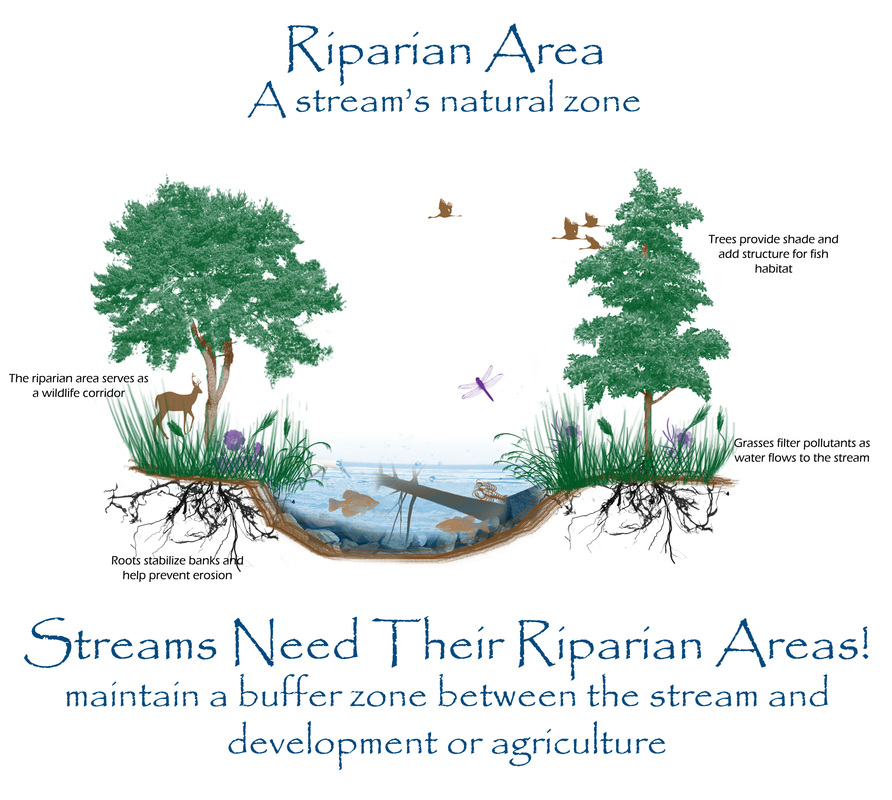 Riparian Area
A stream's natural zone
Trees provide shade and
add structure for fish
habitat
The riparian area serves as
a wildlife corridor
Grasses filter pollutants as
water flows to the stream
Roots stabilize banks and
help prevent erosion
Streams Need Their Riparian Areas!
maintain a buffer zone between the stream and
development or agriculture